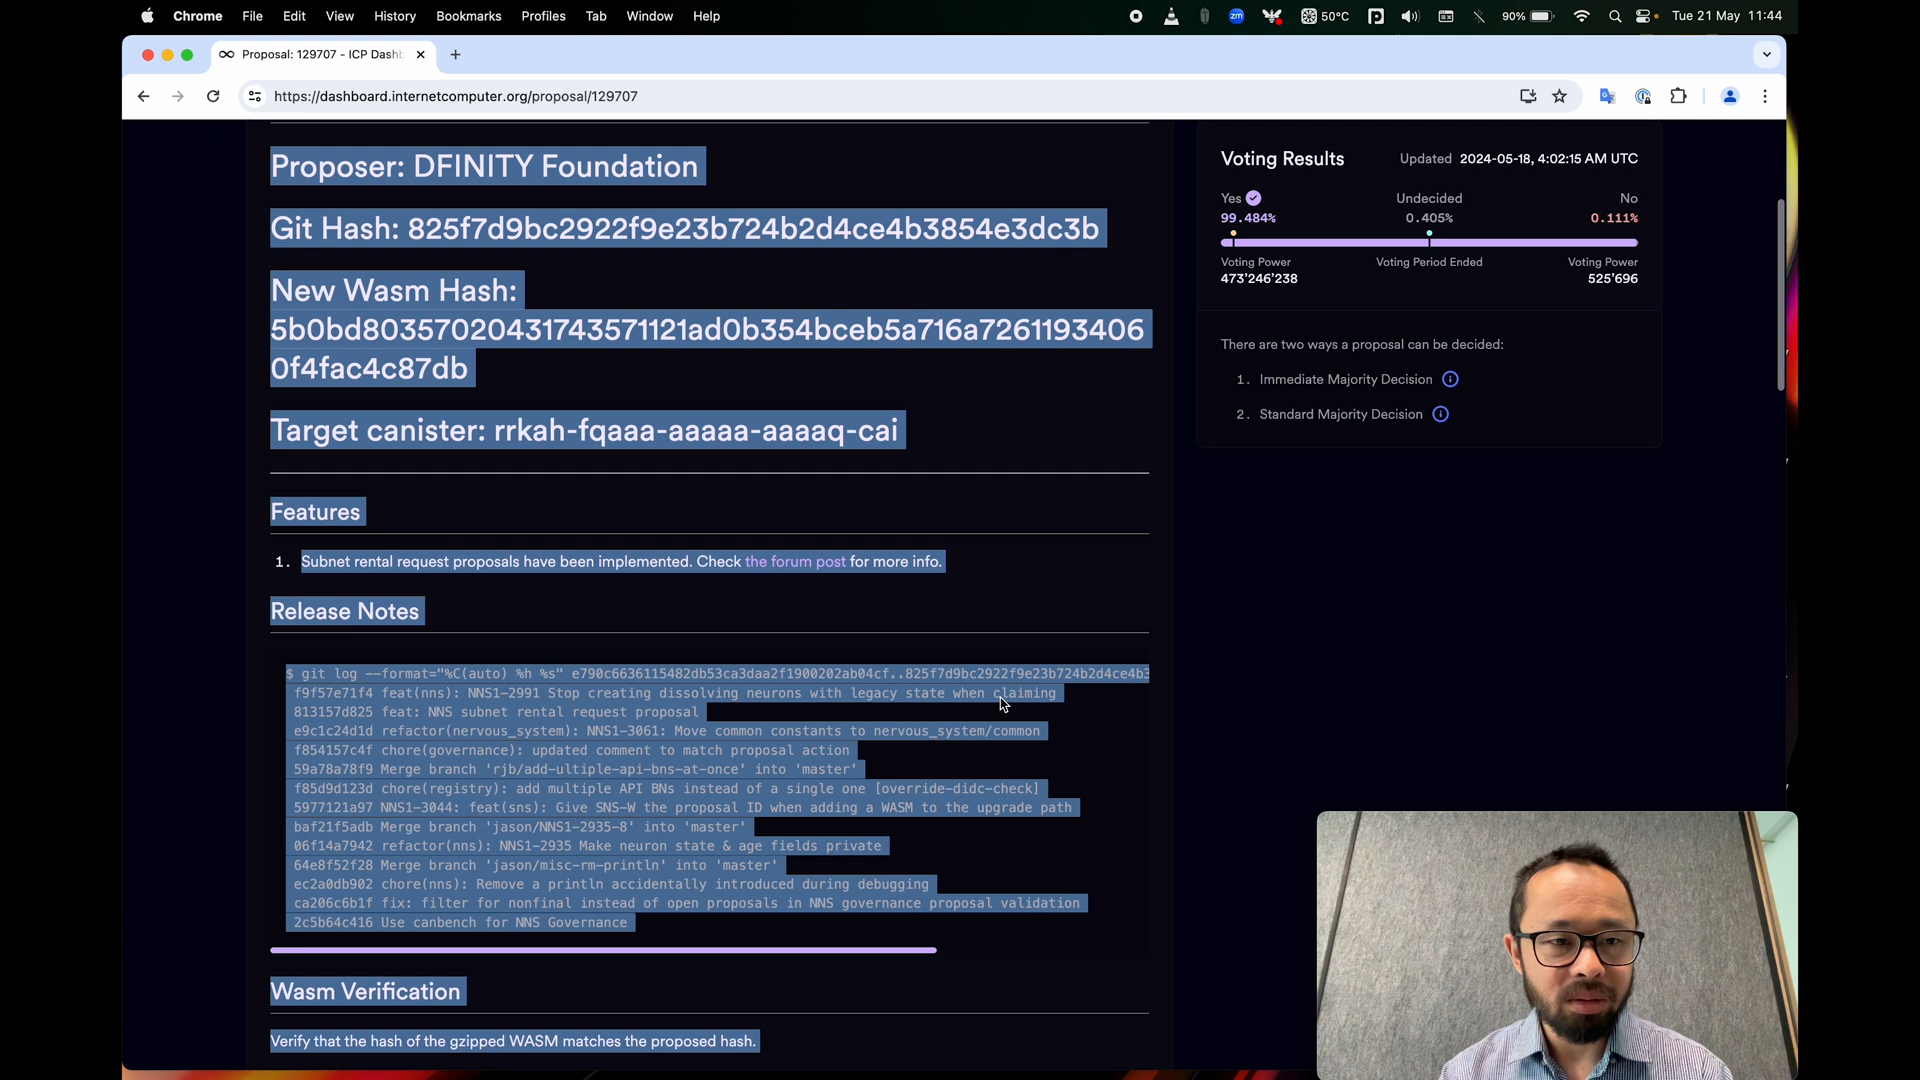 Chrome File Edit View History Bookmarks Profiles Tab Window Help zm 50°C 90% Tue 21 May 11:44
Proposal: 129707 - ICP Dashb
https://dashboard.internetcomputer.org/proposal/129707
Proposer: DFINITY Foundation
Git Hash: 825f7d9bc2922f9e23b724b2d4ce4b3854e3dc3b
New Wasm Hash:
5b0bd80357020431743571121ad0b354bceb5a716a7261193406
0f4fac4c87db
Target canister: rrkah-fqaaa-aaaaa-aaaaq-cai
Features
1. Subnet rental request proposals have been implemented. Check the forum post for more info.
Release Notes
$ git log --format="%C(auto) %h %s" e790c6636115482db53ca3daa2f1900202ab04cf..825f7d9bc2922f9e23b724b2d4ce4b3
f9f57e71f4 feat(nns): NNS1-2991 Stop creating dissolving neurons with legacy state when claiming
813157d825 feat: NNS subnet rental request proposal
e9c1c24d1d refactor(nervous_system): NNS1-3061: Move common constants to nervous_system/common
f854157c4f chore(governance): updated comment to match proposal action
59a78a78f9 Merge branch 'rjb/add-ultiple-api-bns-at-once' into 'master'
f85d9d123d chore(registry): add multiple API BNs instead of a single one [override-didc-check]
5977121a97 NNS1-3044: feat(sns): Give SNS-W the proposal ID when adding a WASM to the upgrade path
baf21f5adb Merge branch 'jason/NNS1-2935-8' into 'master'
06f14a7942 refactor(nns): NNS1-2935 Make neuron state & age fields private
64e8f52f28 Merge branch 'jason/misc-rm-println' into 'master'
ec2a0db902 chore(nns): Remove a println accidentally introduced during debugging
ca206c6b1f fix: filter for nonfinal instead of open proposals in NNS governance proposal validation
2c5b64c416 Use canbench for NNS Governance
Wasm Verification
Verify that the hash of the gzipped WASM matches the proposed hash.
Voting Results Updated 2024-05-18, 4:02:15 AM UTC
Yes Undecided No
99.484% 0.405% 0.111%
Voting Power Voting Period Ended Voting Power
473'246'238 525'696
There are two ways a proposal can be decided:
1. Immediate Majority Decision
2. Standard Majority Decision